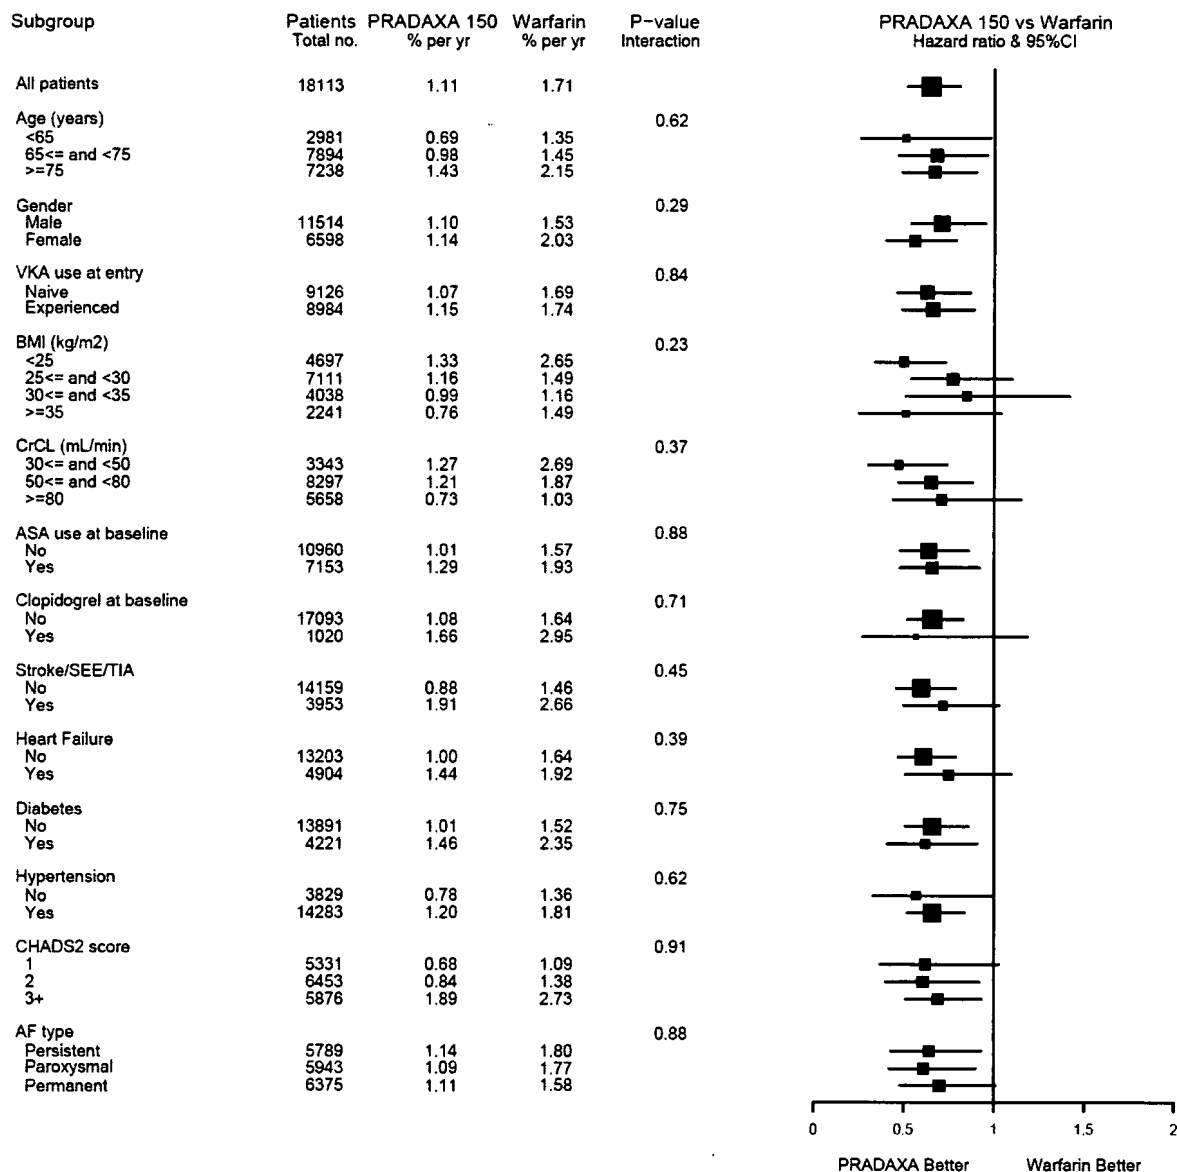 Subgroup Patients PRADAXA 150 Warfarin P-value PRADAXA 150 vs Warfarin
Total no. % per yr % per yr Interaction Hazard ratio & 95%CI
All patients 18113 1.11 1.71
Age (years) 0.62
<65 2981 0.69 1.35
65<= and <75 7894 0.98 1.45
>=75 7238 1.43 2.15
Gender 0.29
Male 11514 1.10 1.53
Female 6598 1.14 2.03
VKA use at entry 0.84
Naive 9126 1.07 1.69
Experienced 8984 1.15 1.74
BMI (kg/m2) 0.23
<25 4697 1.33 2.65
25<= and <30 7111 1.16 1.49
30<= and <35 4038 0.99 1.16
>=35 2241 0.76 1.49
CrCL (mL/min) 0.37
30<= and <50 3343 1.27 2.69
50<= and <80 8297 1.21 1.87
>=80 5658 0.73 1.03
ASA use at baseline 0.88
No 10960 1.01 1.57
Yes 7153 1.29 1.93
Clopidogrel at baseline 0.71
No 17093 1.08 1.64
Yes 1020 1.66 2.95
Stroke/SEE/TIA 0.45
No 14159 0.88 1.46
Yes 3953 1.91 2.66
Heart Failure 0.39
No 13203 1.00 1.64
Yes 4904 1.44 1.92
Diabetes 0.75
No 13891 1.01 1.52
Yes 4221 1.46 2.35
Hypertension 0.62
No 3829 0.78 1.36
Yes 14283 1.20 1.81
CHADS2 score 0.91
1 5331 0.68 1.09
2 6453 0.84 1.38
3+ 5876 1.89 2.73
AF type 0.88
Persistent 5789 1.14 1.80
Paroxysmal 5943 1.09 1.77
Permanent 6375 1.11 1.58
0 0.5 1 1.5 2
PRADAXA Better Warfarin Better